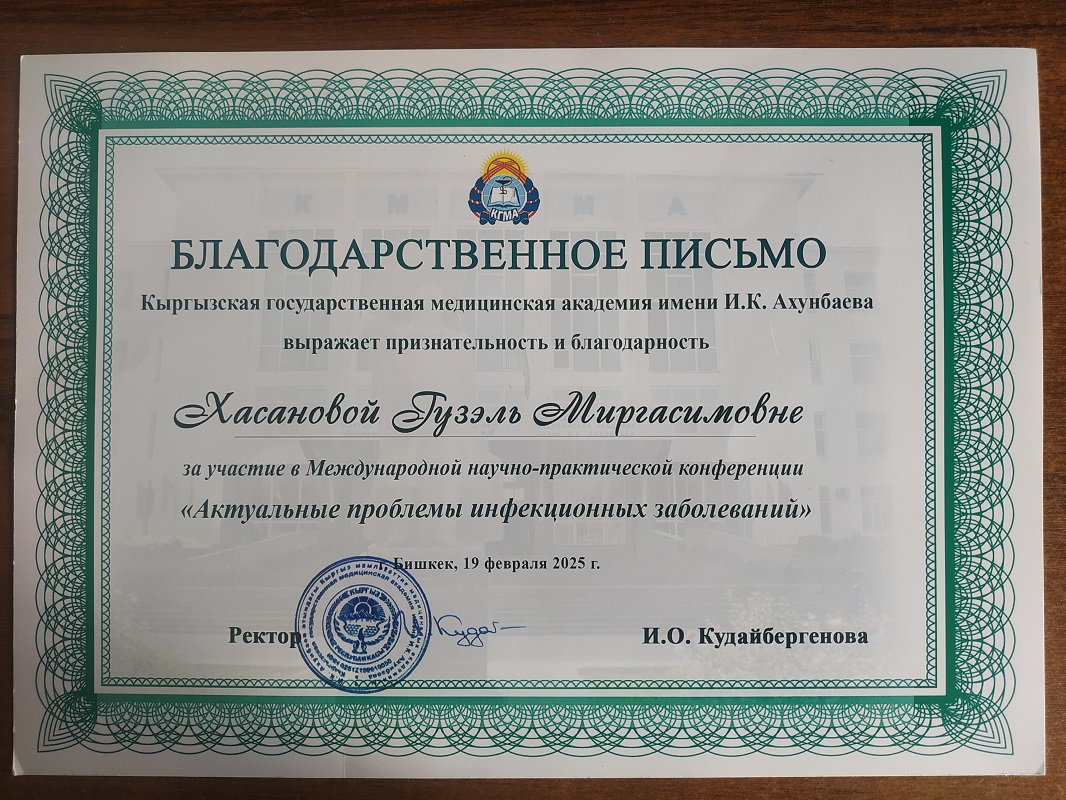 К М М А
КГМА
БЛАГОДАРСТВЕННОЕ ПИСЬМО
Кыргызская государственная медицинская академия имени И.К. Ахунбаева
выражает признательность и благодарность
Хасановой Гузэль Миргасимовне
за участие в Международной научно-практической конференции
«Актуальные проблемы инфекционных заболеваний»
Бишкек, 19 февраля 2025 г.
Ректор
И.О. Кудайбергенова